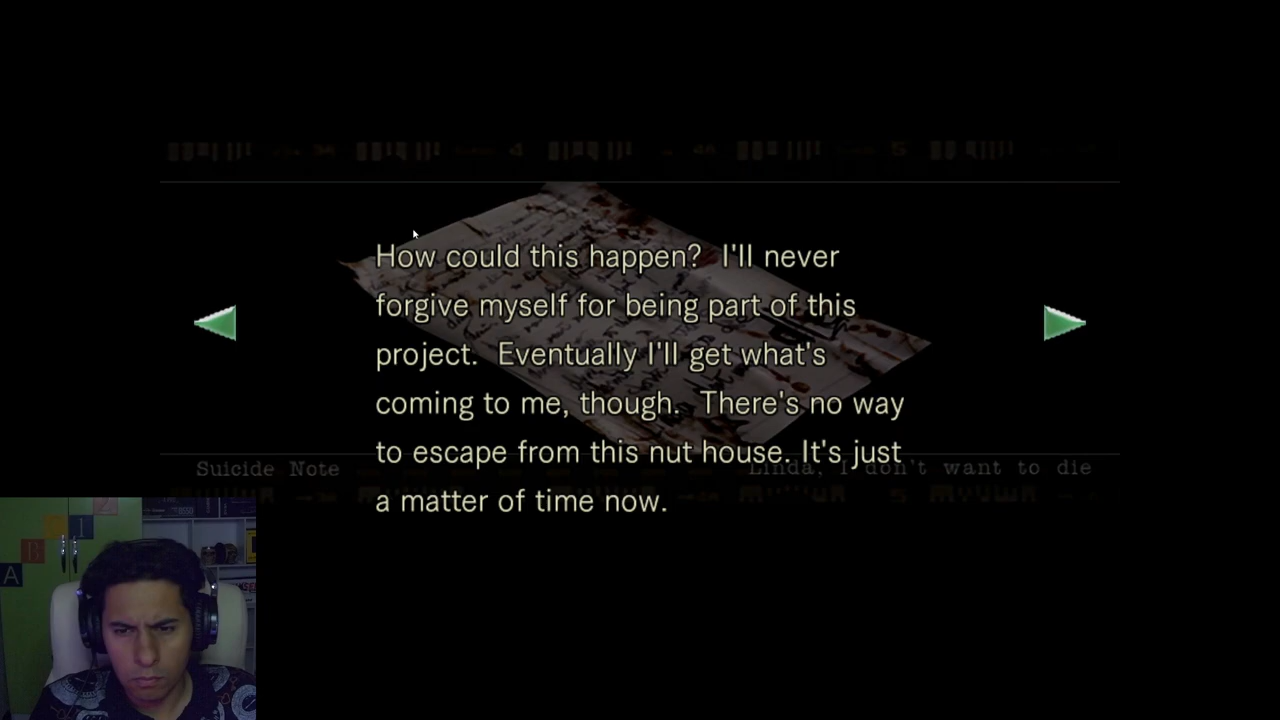 How could this happen?  I'll never
forgive myself for being part of this
project.  Eventually I'll get what's
coming to me, though.  There's no way
to escape from this nut house. It's just
a matter of time now.
Suicide Note
Linda, I don't want to die
2
1
B
A